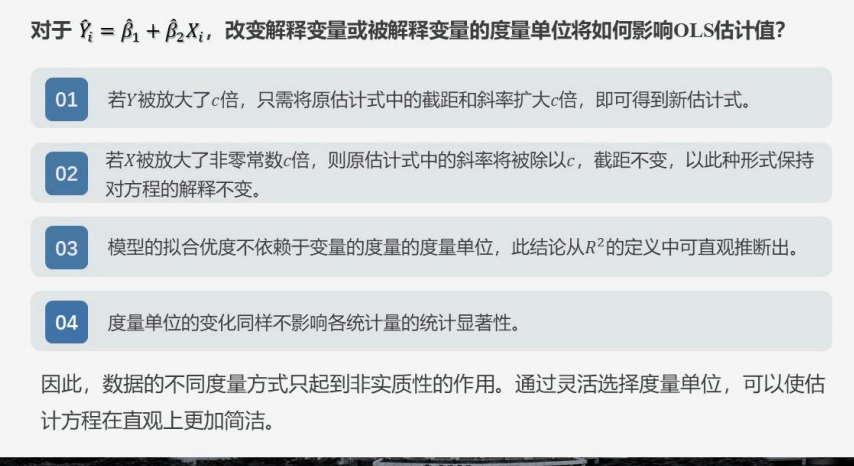 对于 Ŷᵢ = β̂₁ + β̂₂Xᵢ，改变解释变量或被解释变量的度量单位将如何影响OLS估计值？
01 若Y被放大了c倍，只需将原估计式中的截距和斜率扩大c倍，即可得到新估计式。
02 若X被放大了非零常数c倍，则原估计式中的斜率将被除以c，截距不变，以此种形式保持
对方程的解释不变。
03 模型的拟合优度不依赖于变量的度量的度量单位，此结论从R²的定义中可直观推断出。
04 度量单位的变化同样不影响各统计量的统计显著性。
因此，数据的不同度量方式只起到非实质性的作用。通过灵活选择度量单位，可以使估
计方程在直观上更加简洁。